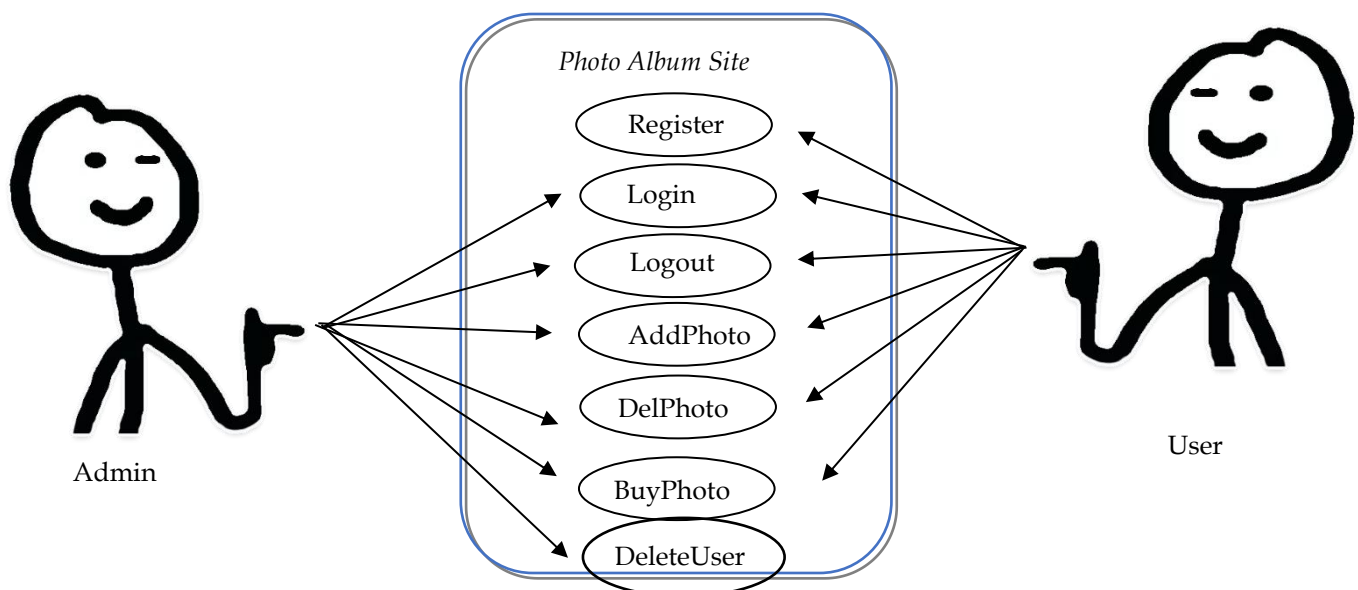 Photo Album Site
Register
Login
Logout
AddPhoto
DelPhoto
BuyPhoto
DeleteUser
Admin
User